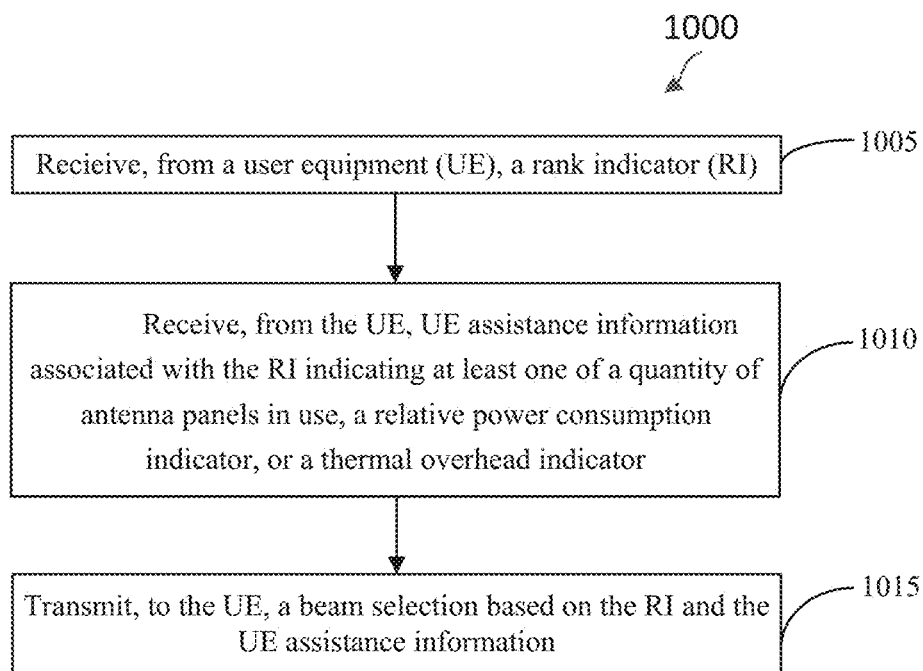 1000
Recieive, from a user equipment (UE), a rank indicator (RI)
1005
Receive, from the UE, UE assistance information
associated with the RI indicating at least one of a quantity of
antenna panels in use, a relative power consumption
indicator, or a thermal overhead indicator
1010
Transmit, to the UE, a beam selection based on the RI and the
UE assistance information
1015